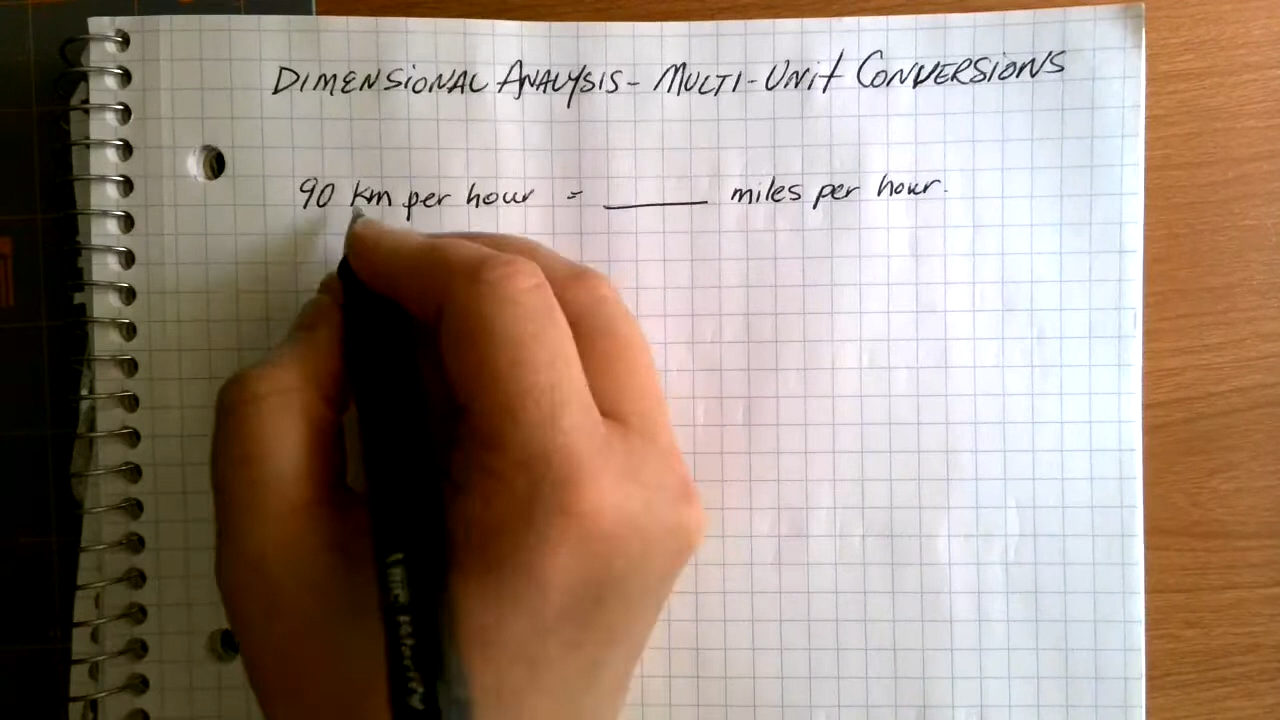 DIMENSIONAL ANALYSIS - MULTI-UNIT CONVERSIONS
90 km per hour = ______ miles per hour.